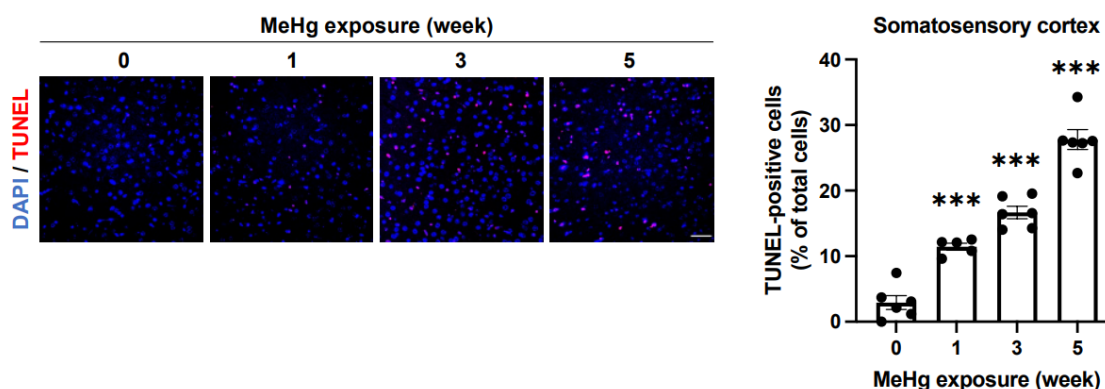 MeHg exposure (week)
0 1 3 5
DAPI / TUNEL
Somatosensory cortex
TUNEL-positive cells
(% of total cells)
40
30
20
10
0
***
***
***
0 1 3 5
MeHg exposure (week)